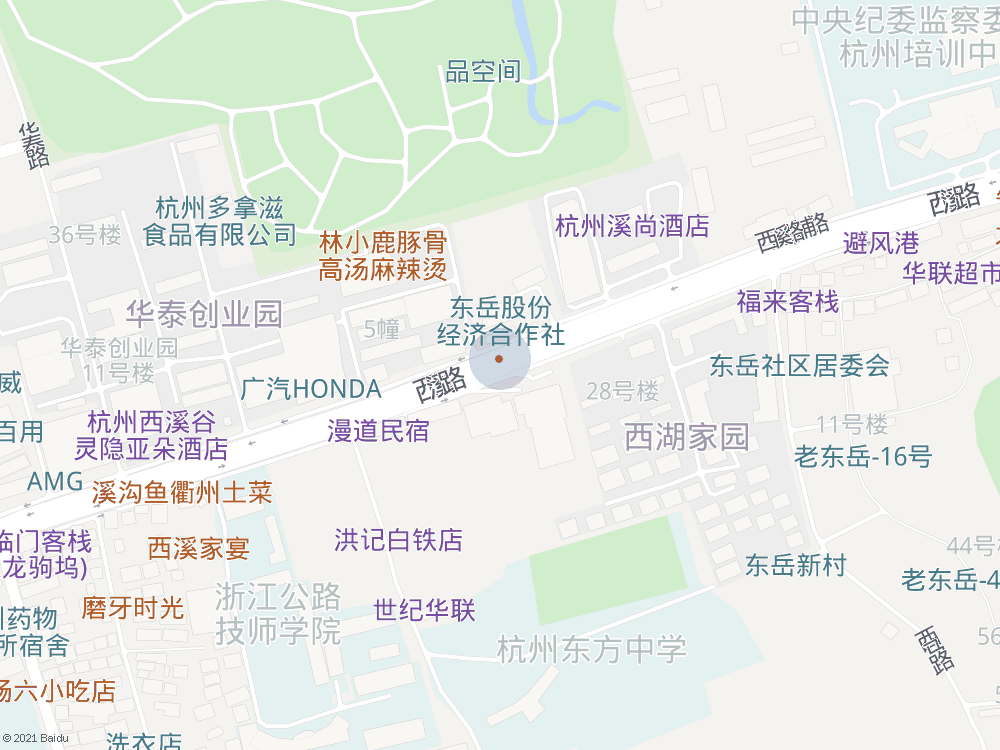 中央纪委监察委
杭州培训中
品空间
华泰路
杭州多拿滋
食品有限公司
36号楼
林小鹿豚骨
高汤麻辣烫
杭州溪尚酒店
西溪路
西溪辅路
避风港
华联超市
福来客栈
华泰创业园
5幢
东岳股份
经济合作社
华泰创业园
11号楼
威
广汽HONDA
西溪路
28号楼
东岳社区居委会
杭州西溪谷
灵隐亚朵酒店
百用
漫道民宿
西湖家园
11号楼
老东岳-16号
AMG
溪沟鱼衢州土菜
临门客栈
龙驹坞)
西溪家宴
洪记白铁店
44号
东岳新村
老东岳-4
浙江公路
技师学院
磨牙时光
世纪华联
药物
所宿舍
杭州东方中学
西路
56
汤六小吃店
洗衣店
© 2021 Baidu